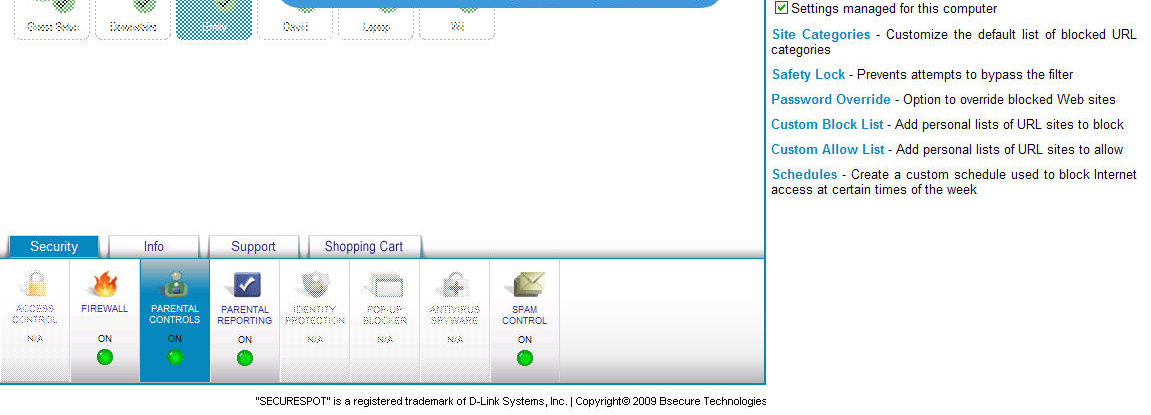 Guest Setup Downstairs Emily David Laptop Wii
Settings managed for this computer
Site Categories - Customize the default list of blocked URL
categories
Safety Lock - Prevents attempts to bypass the filter
Password Override - Option to override blocked Web sites
Custom Block List - Add personal lists of URL sites to block
Custom Allow List - Add personal lists of URL sites to allow
Schedules - Create a custom schedule used to block Internet
access at certain times of the week
Security Info Support Shopping Cart
ACCESS CONTROL
N/A
FIREWALL
ON
PARENTAL CONTROLS
ON
PARENTAL REPORTING
ON
IDENTITY PROTECTION
N/A
POP-UP BLOCKER
N/A
ANTIVIRUS SPYWARE
N/A
SPAM CONTROL
ON
"SECURESPOT" is a registered trademark of D-Link Systems, Inc. | Copyright© 2009 Bsecure Technologies